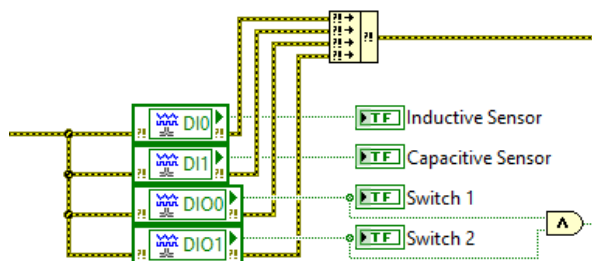 DI0
Inductive Sensor
DI1
Capacitive Sensor
DIO0
Switch 1
DIO1
Switch 2
TF
TF
TF
TF
?!
?!
?!
?!
?!
?!
?!
?!
?!
?!
?!
?!
?!